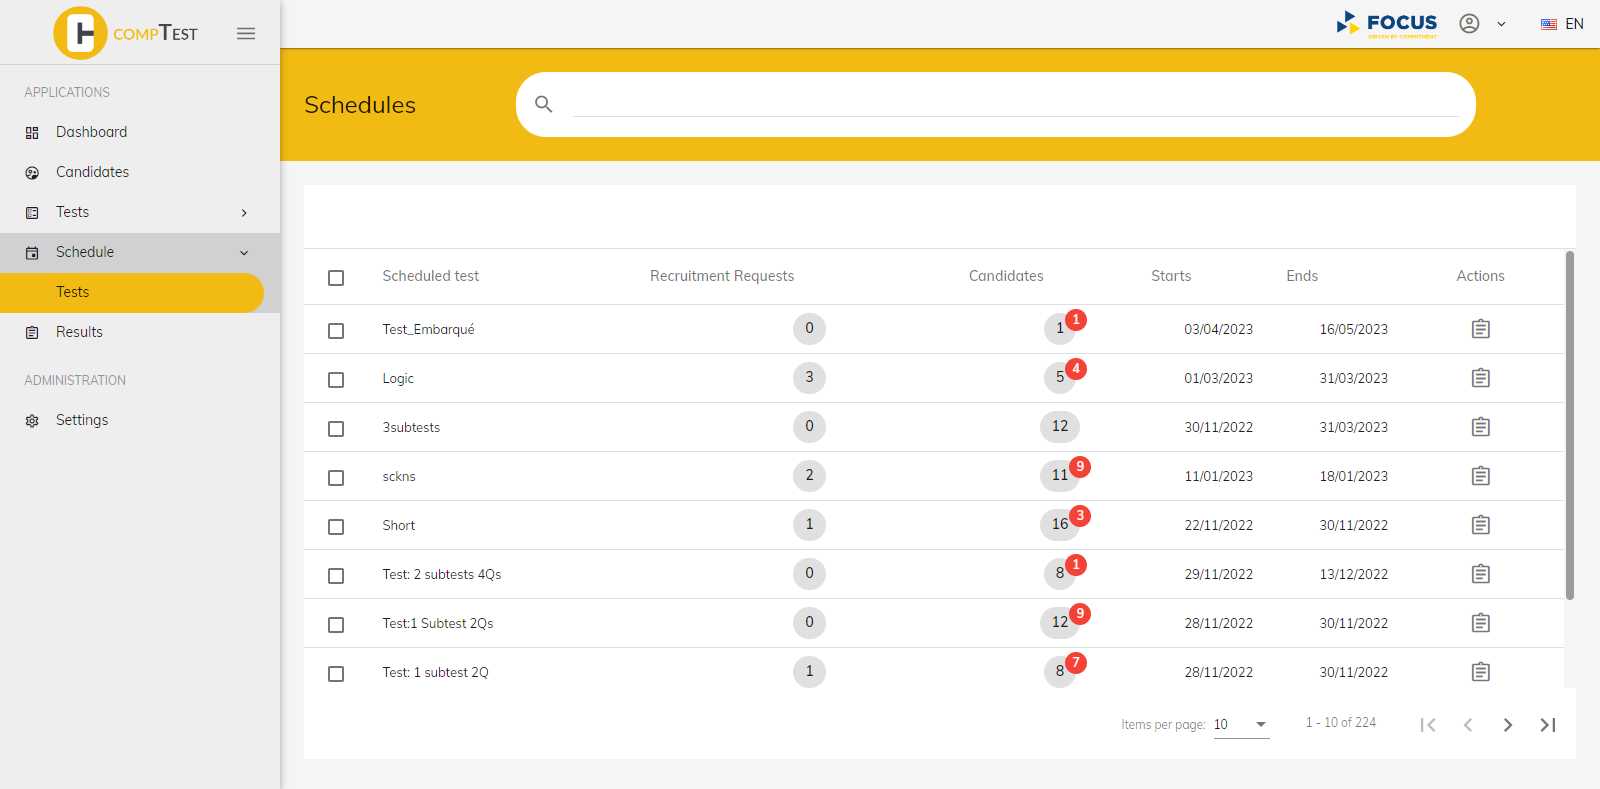 COMPTEST
FOCUS
DRIVEN BY COMMITMENT
EN
APPLICATIONS
Dashboard
Candidates
Tests
Schedule
Tests
Results
ADMINISTRATION
Settings
Schedules
Scheduled test Recruitment Requests Candidates Starts Ends Actions
Test_Embarqué 0 1 1 03/04/2023 16/05/2023
Logic 3 5 4 01/03/2023 31/03/2023
3subtests 0 12 30/11/2022 31/03/2023
sckns 2 11 9 11/01/2023 18/01/2023
Short 1 16 3 22/11/2022 30/11/2022
Test: 2 subtests 4Qs 0 8 1 29/11/2022 13/12/2022
Test:1 Subtest 2Qs 0 12 9 28/11/2022 30/11/2022
Test: 1 subtest 2Q 1 8 7 28/11/2022 30/11/2022
Items per page: 10 1 - 10 of 224